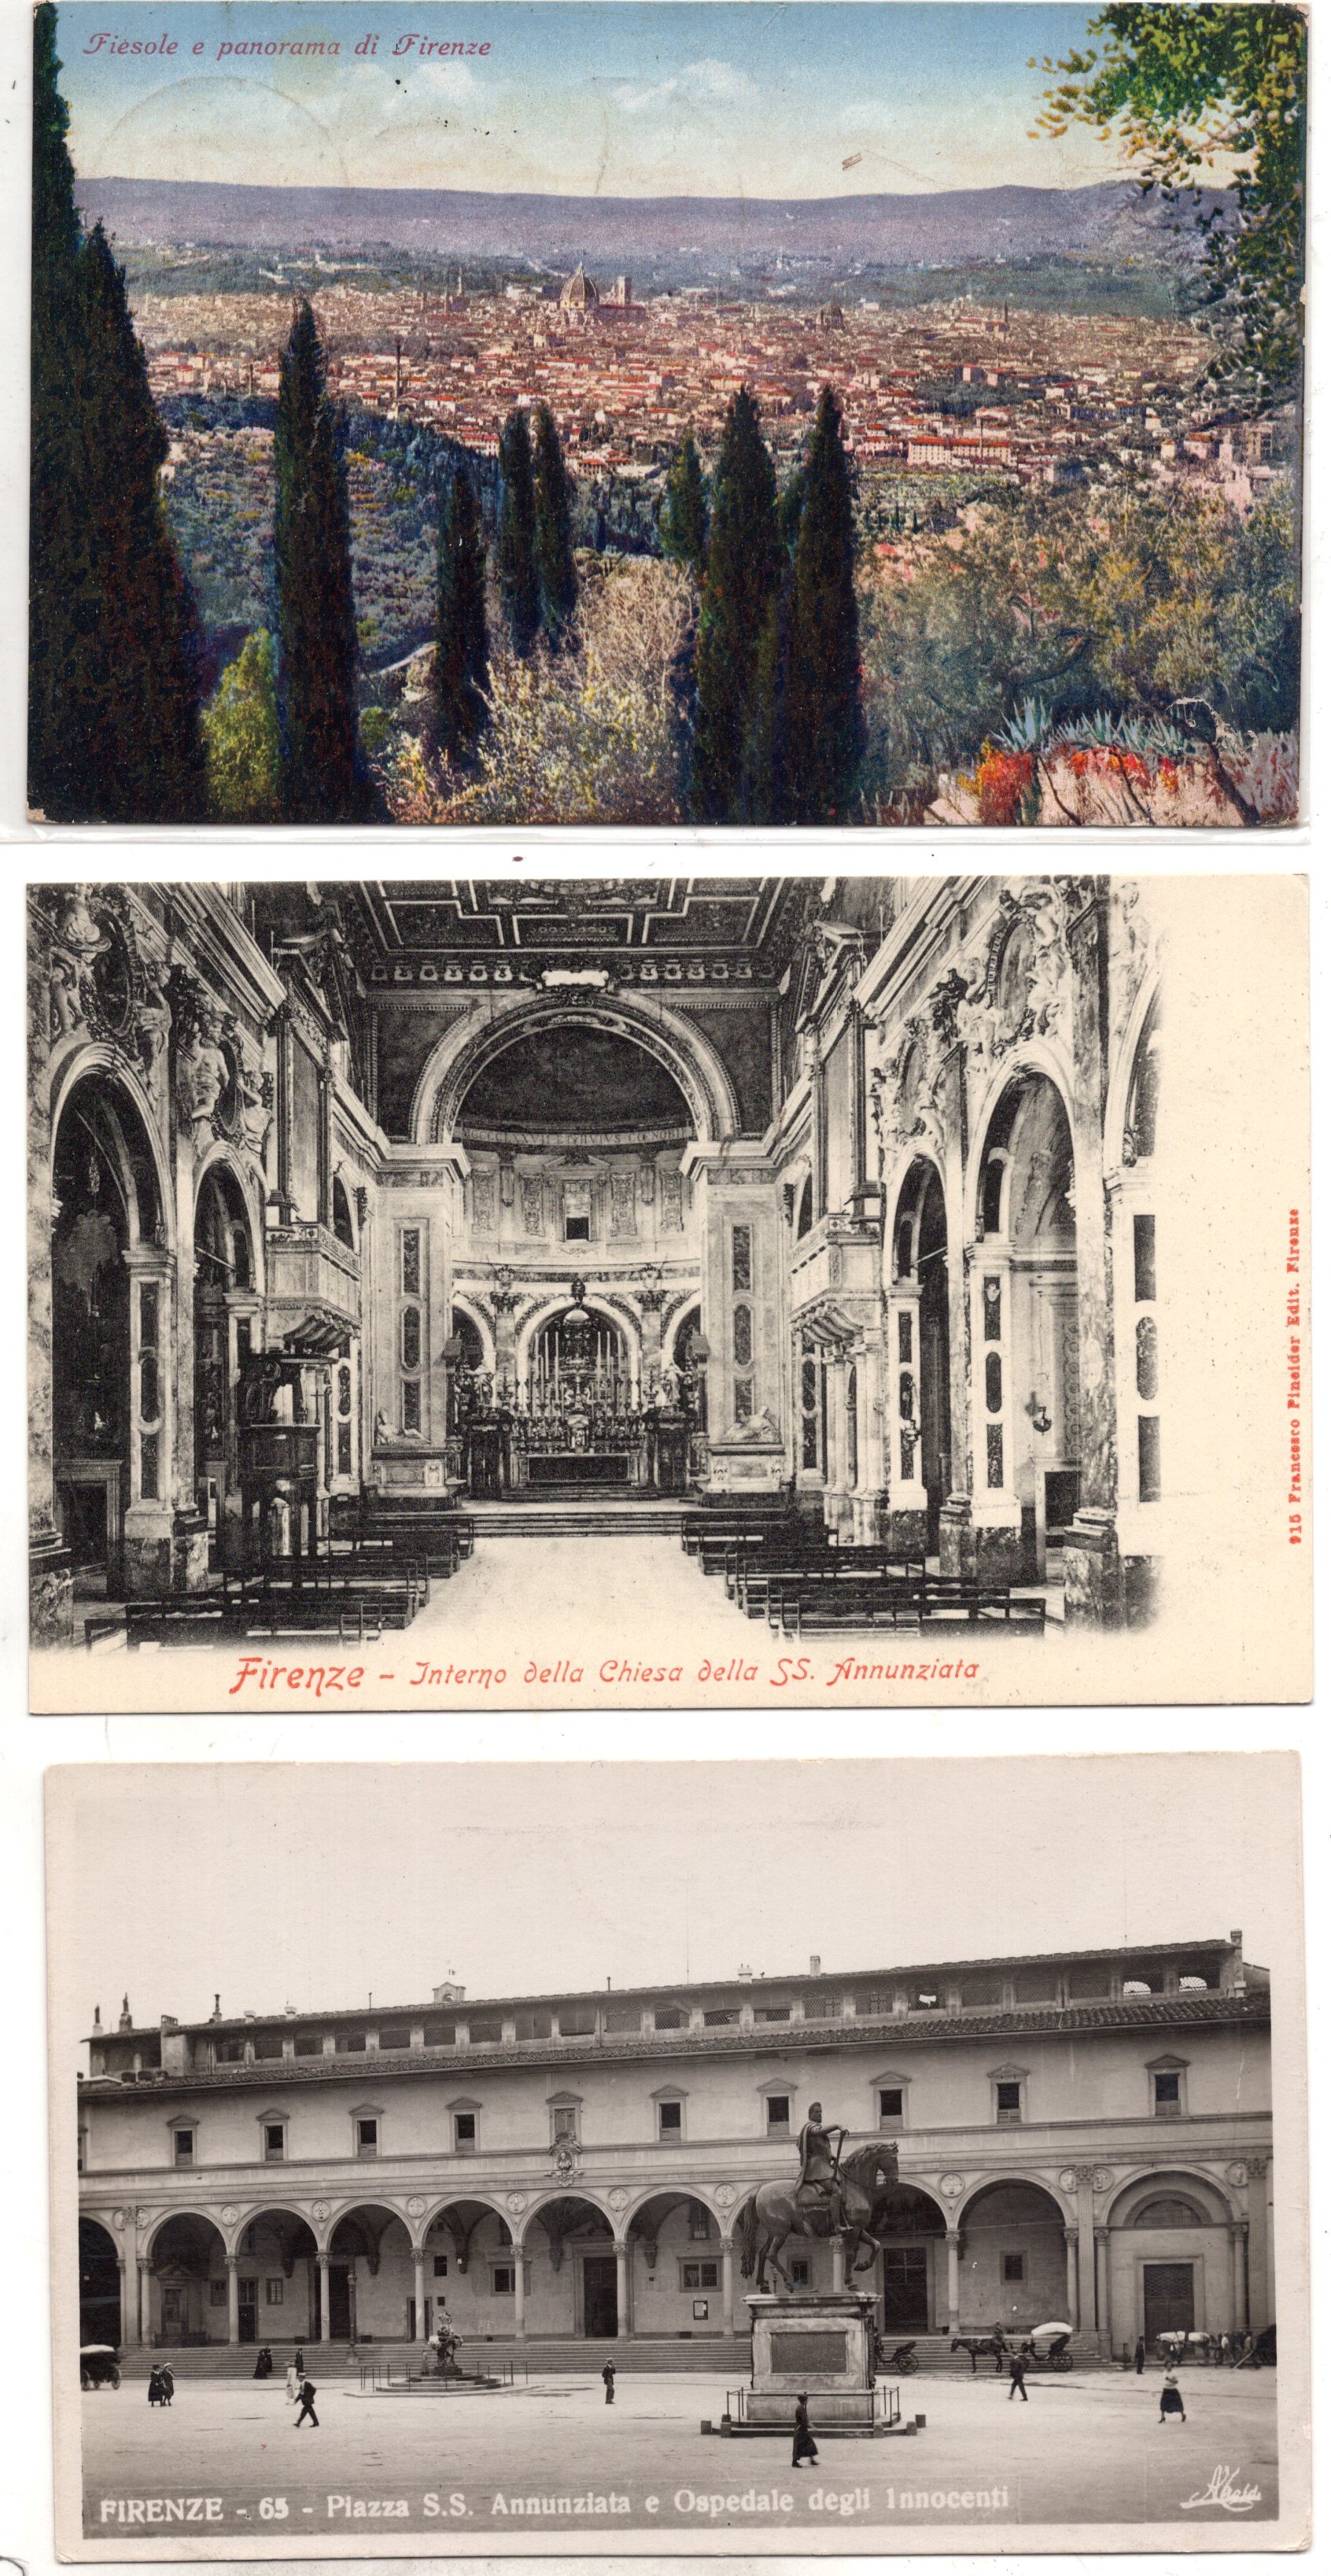 Fiesole e panorama di Firenze
915 Francesco Pineider Edit. Firenze
Firenze - Interno della Chiesa della SS. Annunziata
FIRENZE - 65 - Piazza S.S. Annunziata e Ospedale degli Innocenti